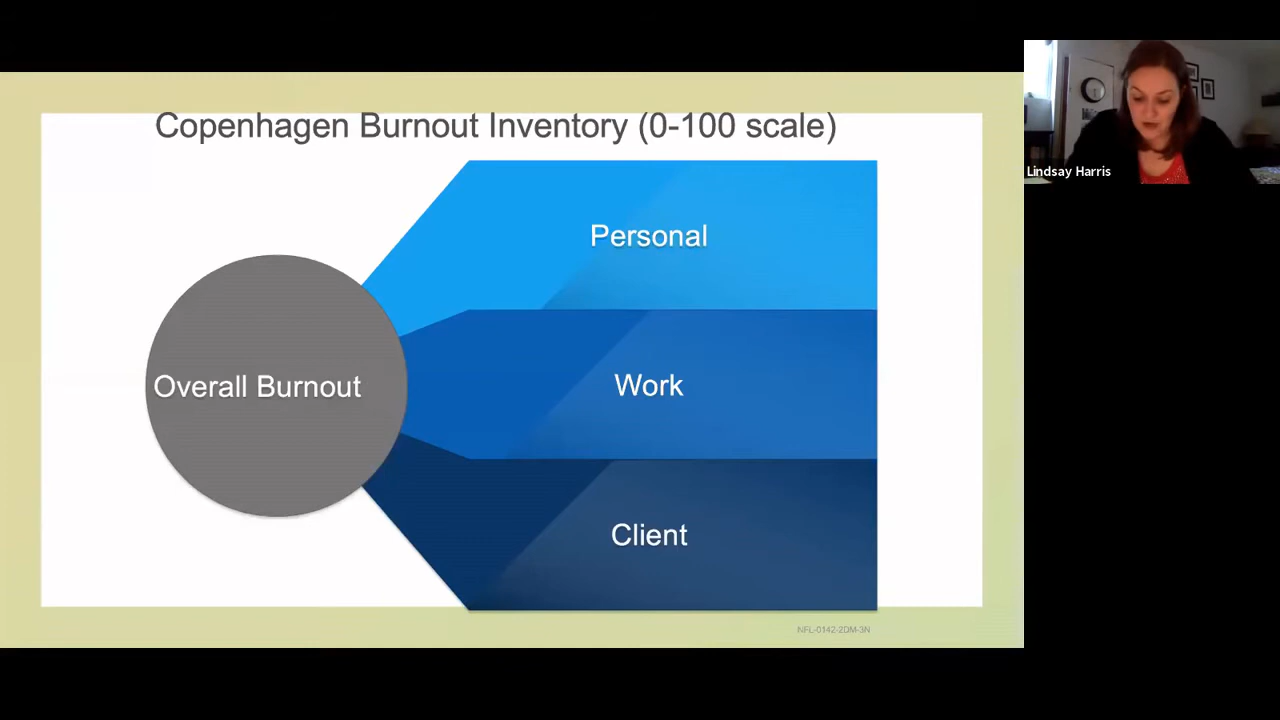 Copenhagen Burnout Inventory (0-100 scale)
Personal
Overall Burnout
Work
Client
NFL-0142-2DM-3N
Lindsay Harris